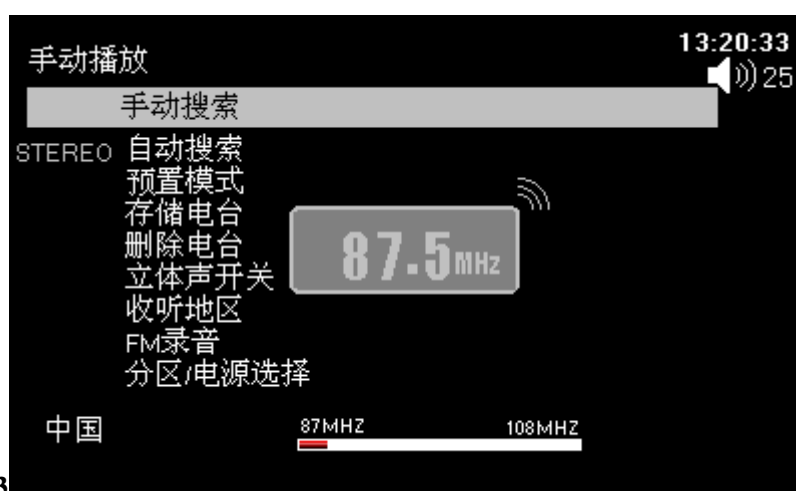 13:20:33
手动播放
25
手动搜索
STEREO 自动搜索
预置模式
存储电台
删除电台
87.5MHz
立体声开关
收听地区
FM录音
分区/电源选择
中国
87MHZ 108MHZ